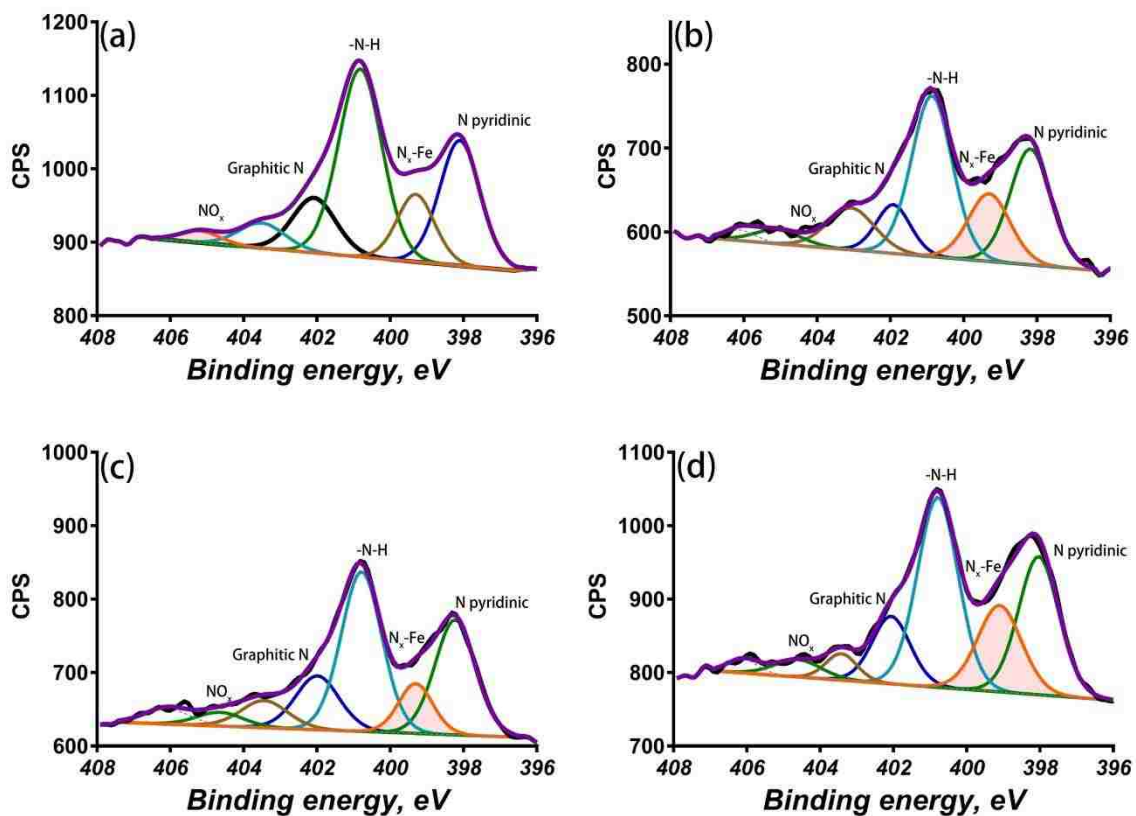 (a)
1200
1100
1000
900
800
CPS
-N-H
N pyridinic
Nₓ-Fe
Graphitic N
NOₓ
408 406 404 402 400 398 396
Binding energy, eV
(b)
800
700
600
500
CPS
-N-H
N pyridinic
Nₓ-Fe
Graphitic N
NOₓ
408 406 404 402 400 398 396
Binding energy, eV
(c)
1000
900
800
700
600
CPS
-N-H
N pyridinic
Nₓ-Fe
Graphitic N
NOₓ
408 406 404 402 400 398 396
Binding energy, eV
(d)
1100
1000
900
800
700
CPS
-N-H
N pyridinic
Nₓ-Fe
Graphitic N
NOₓ
408 406 404 402 400 398 396
Binding energy, eV